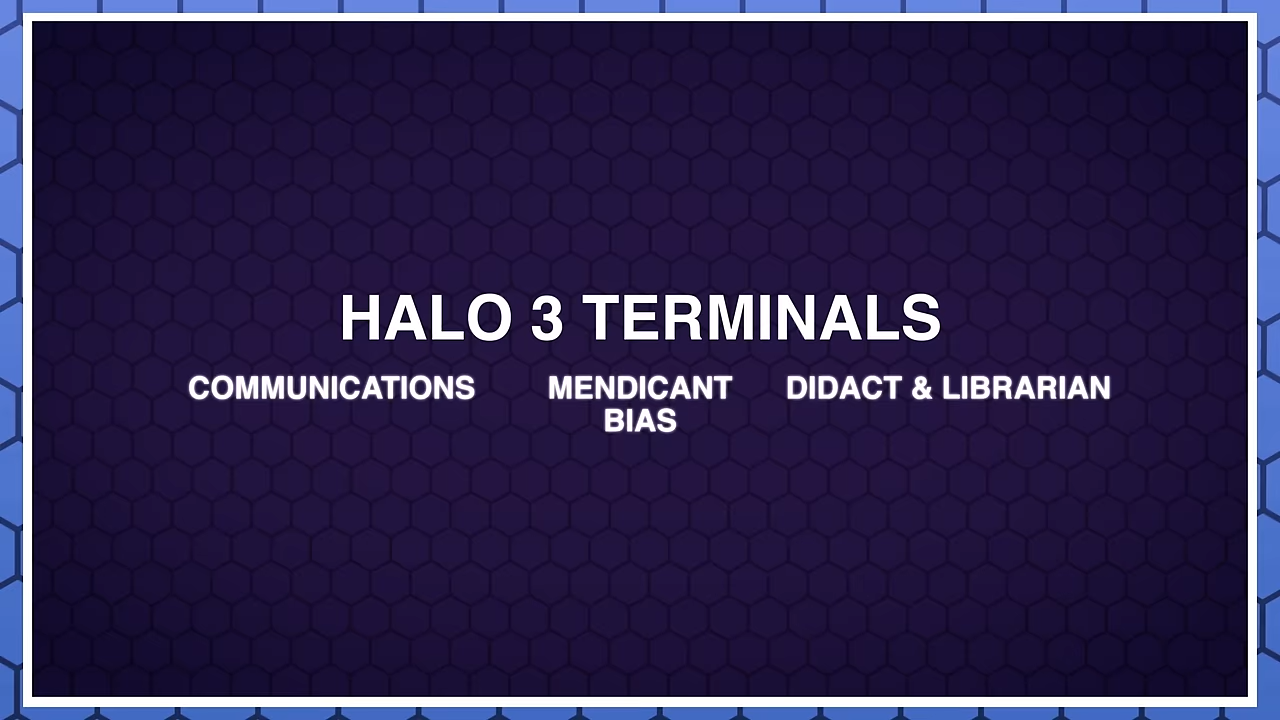 HALO 3 TERMINALS
COMMUNICATIONS
MENDICANT
BIAS
DIDACT & LIBRARIAN